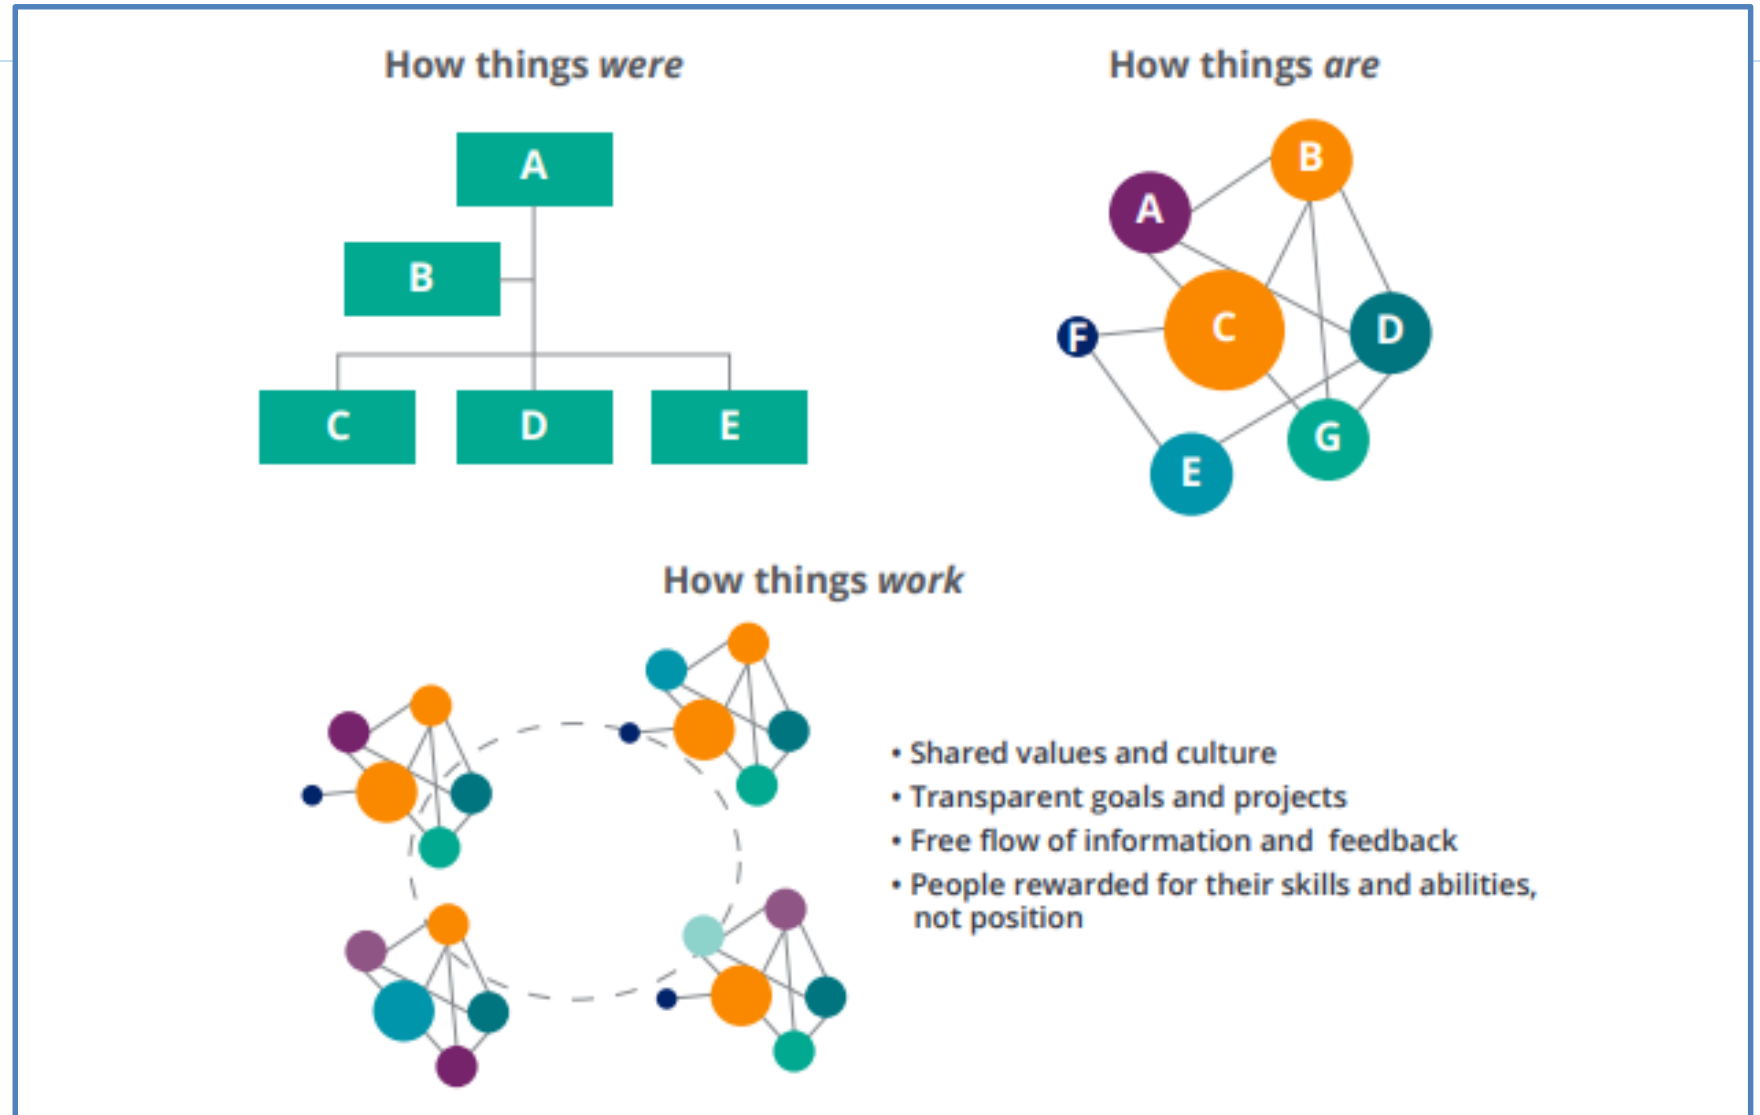 How things were
A
B
C
D
E
How things are
B
A
C
D
F
G
E
How things work
• Shared values and culture
• Transparent goals and projects
• Free flow of information and feedback
• People rewarded for their skills and abilities,
not position